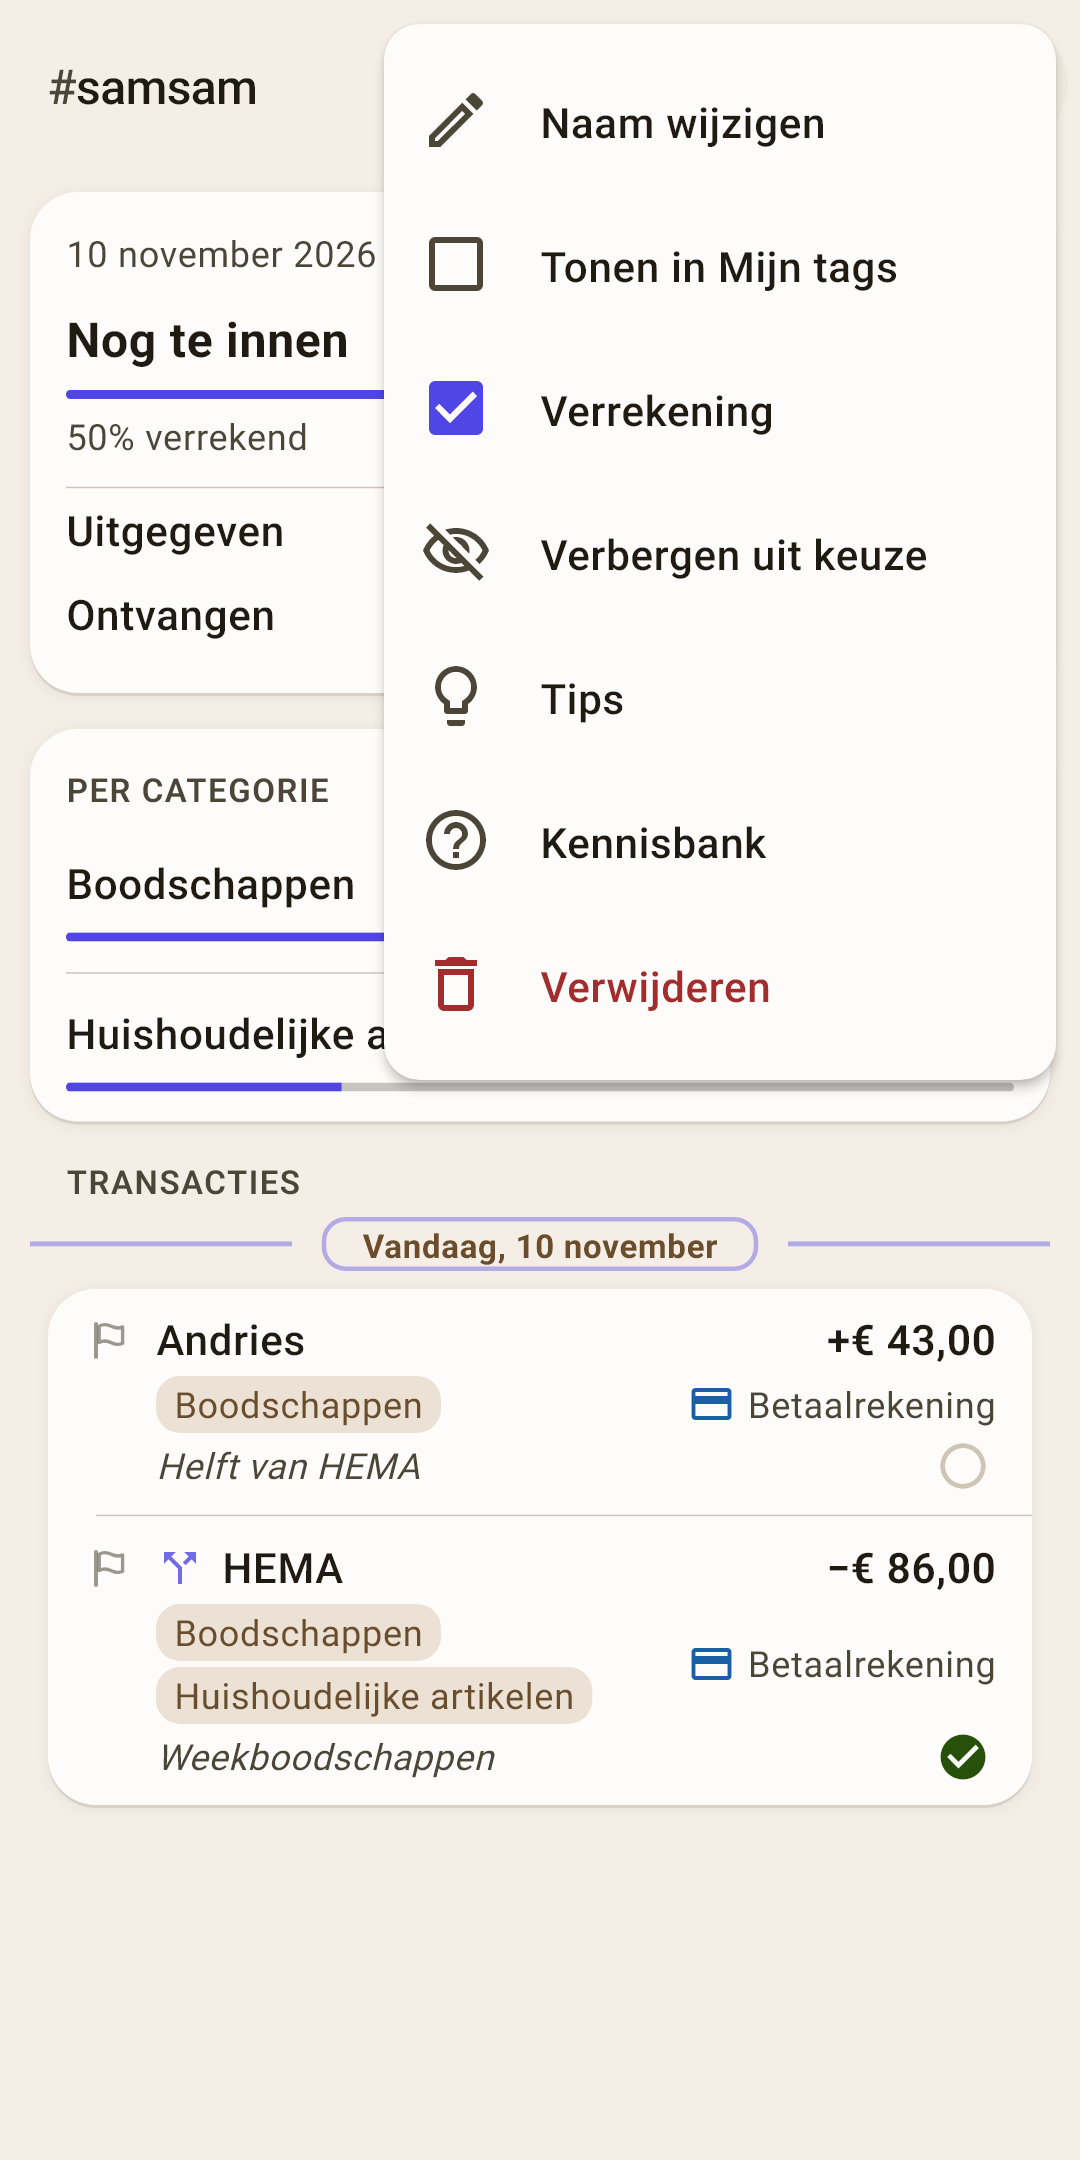 #samsam
Naam wijzigen
Tonen in Mijn tags
Verrekening
Verbergen uit keuze
Tips
Kennisbank
Verwijderen
10 november 2026
Nog te innen
50% verrekend
Uitgegeven
Ontvangen
PER CATEGORIE
Boodschappen
Huishoudelijke a
TRANSACTIES
Vandaag, 10 november
Andries +€ 43,00
Boodschappen Betaalrekening
Helft van HEMA
HEMA −€ 86,00
Boodschappen
Betaalrekening
Huishoudelijke artikelen
Weekboodschappen